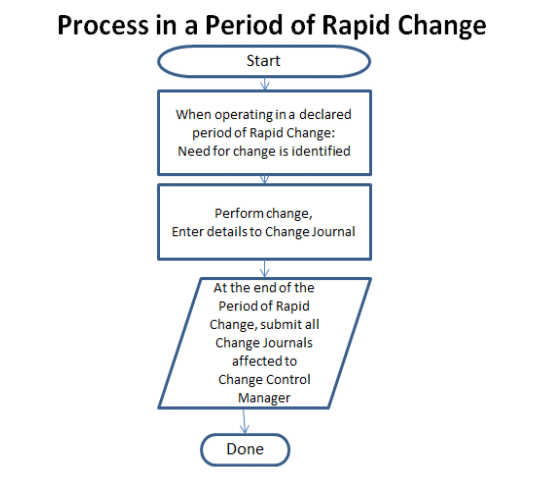 Process in a Period of Rapid Change
Start
When operating in a declared
period of Rapid Change:
Need for change is identified
Perform change,
Enter details to Change Journal
At the end of the
Period of Rapid
Change, submit all
Change Journals
affected to
Change Control
Manager
Done